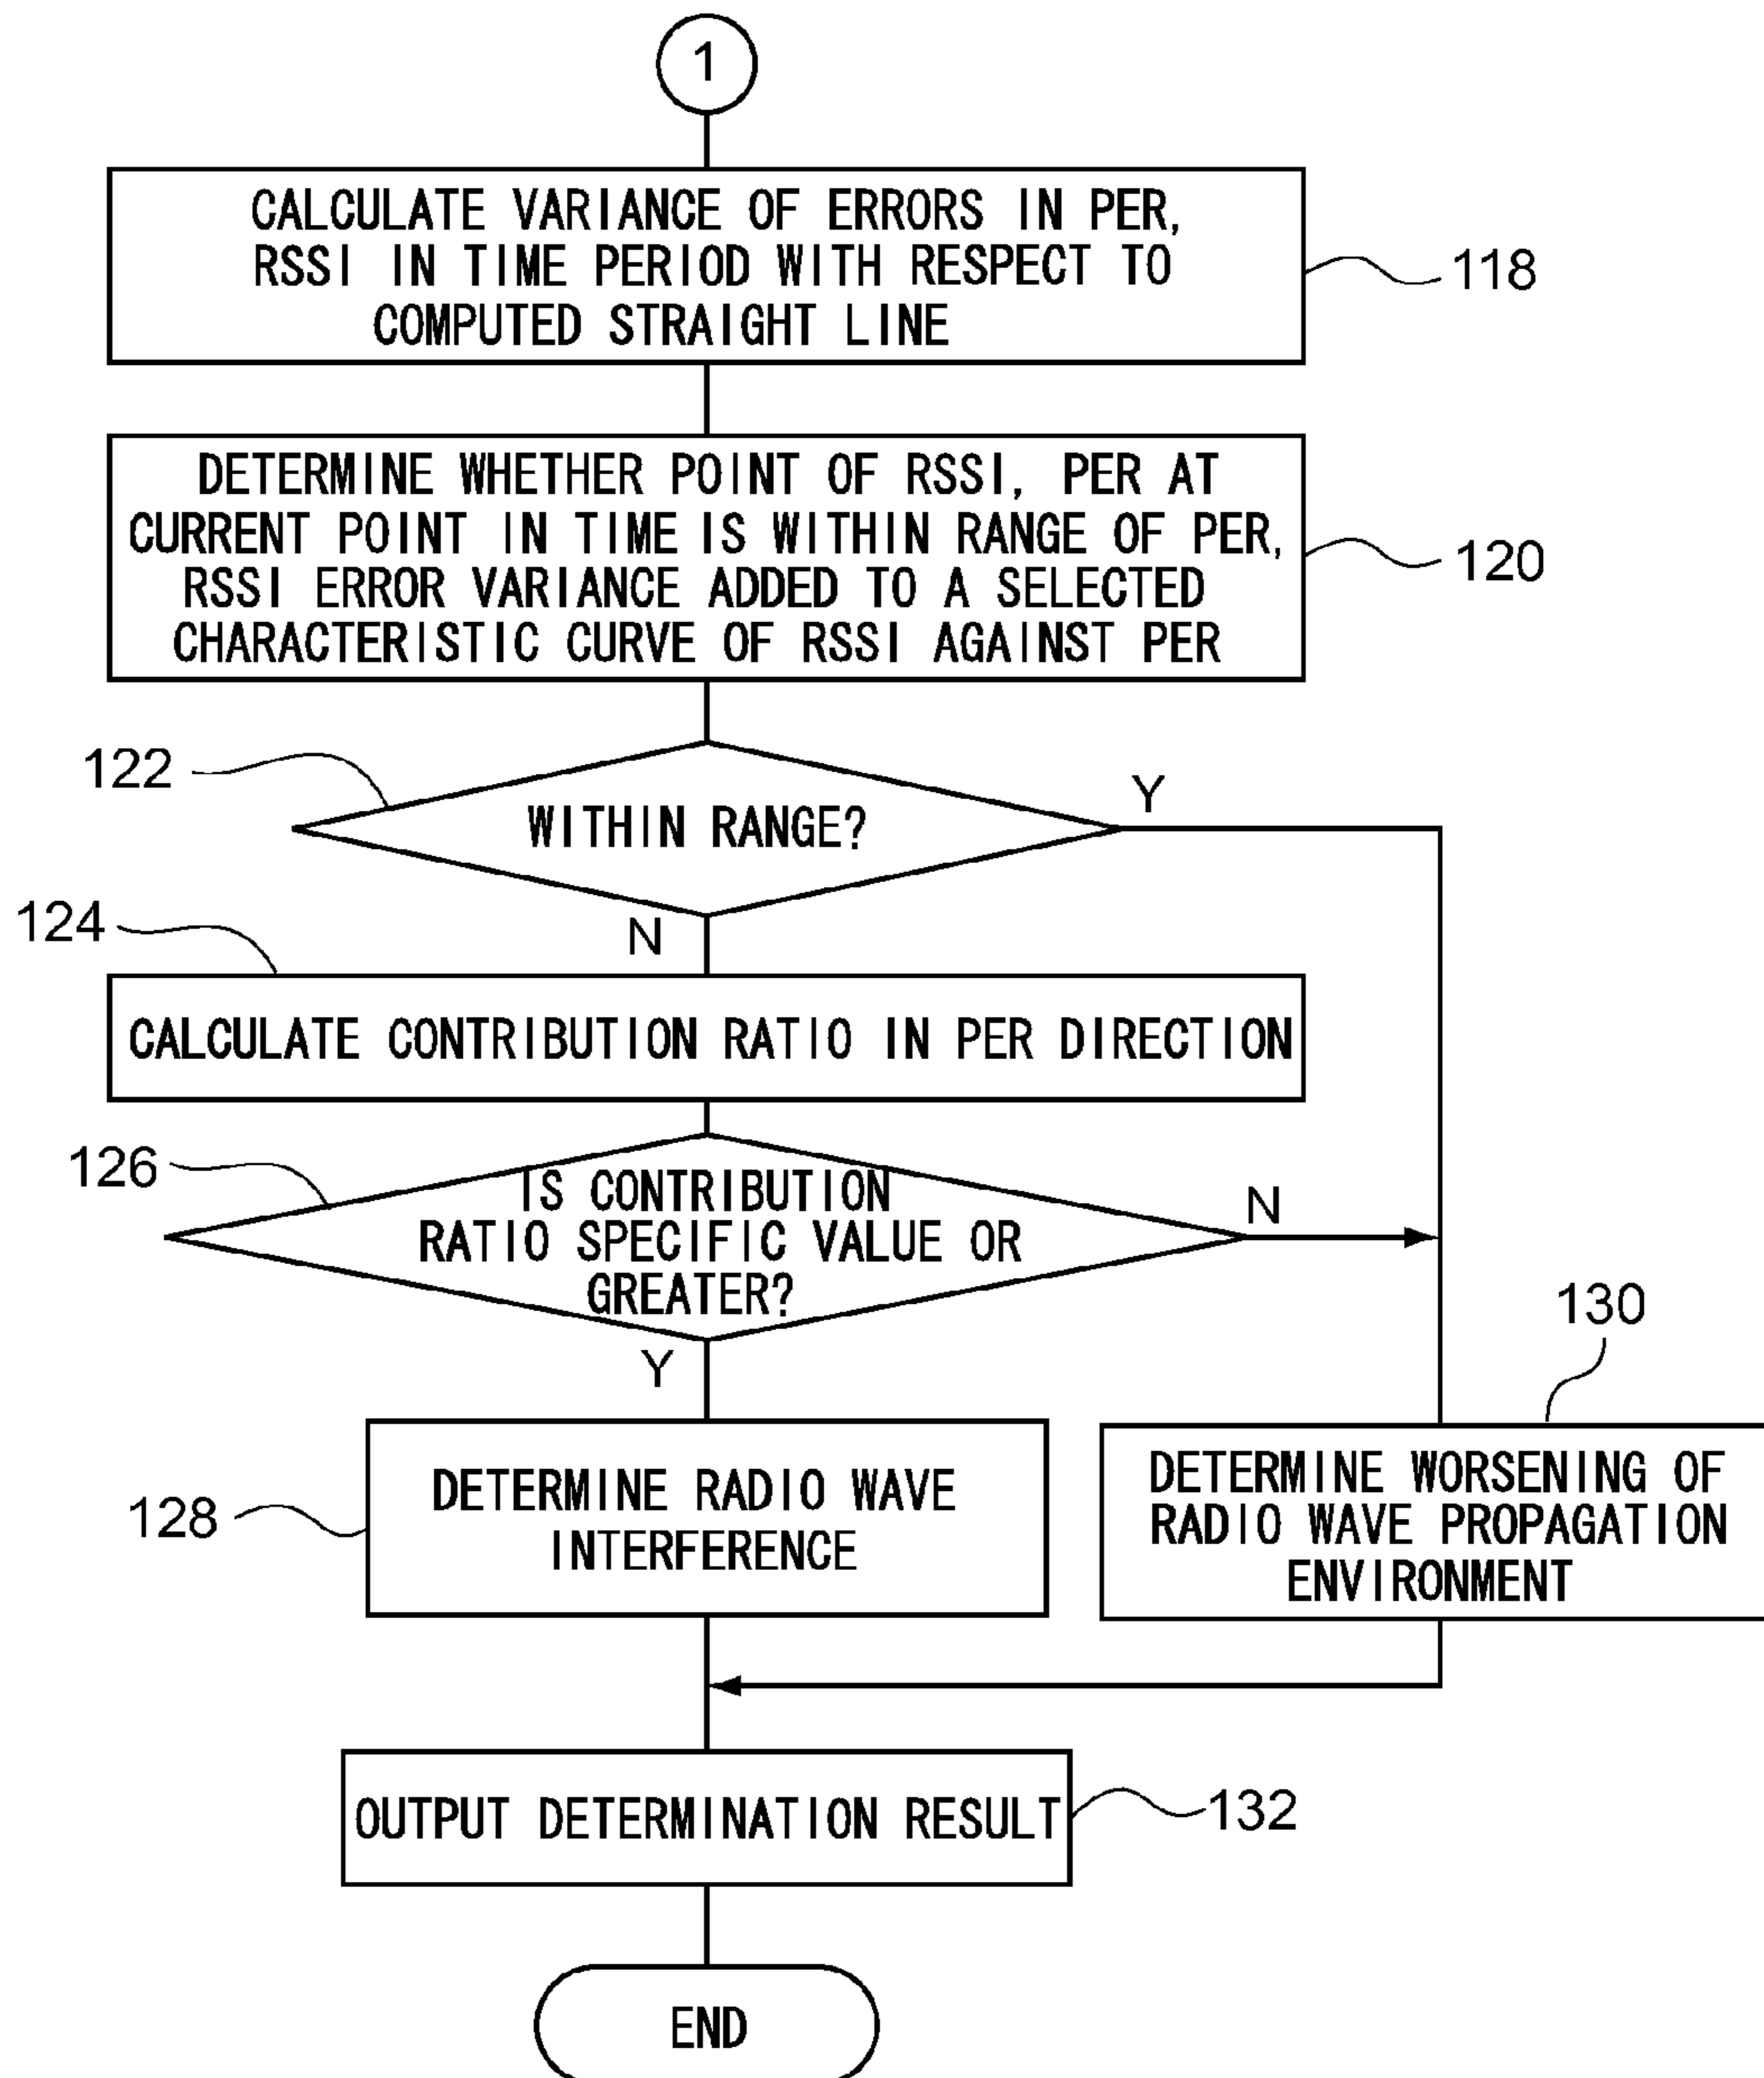 1
CALCULATE VARIANCE OF ERRORS IN PER,
RSSI IN TIME PERIOD WITH RESPECT TO
COMPUTED STRAIGHT LINE
118
DETERMINE WHETHER POINT OF RSSI, PER AT
CURRENT POINT IN TIME IS WITHIN RANGE OF PER,
RSSI ERROR VARIANCE ADDED TO A SELECTED
CHARACTERISTIC CURVE OF RSSI AGAINST PER
120
122
WITHIN RANGE?
Y
N
124
CALCULATE CONTRIBUTION RATIO IN PER DIRECTION
126
IS CONTRIBUTION
RATIO SPECIFIC VALUE OR
GREATER?
N
Y
128
DETERMINE RADIO WAVE
INTERFERENCE
130
DETERMINE WORSENING OF
RADIO WAVE PROPAGATION
ENVIRONMENT
OUTPUT DETERMINATION RESULT
132
END